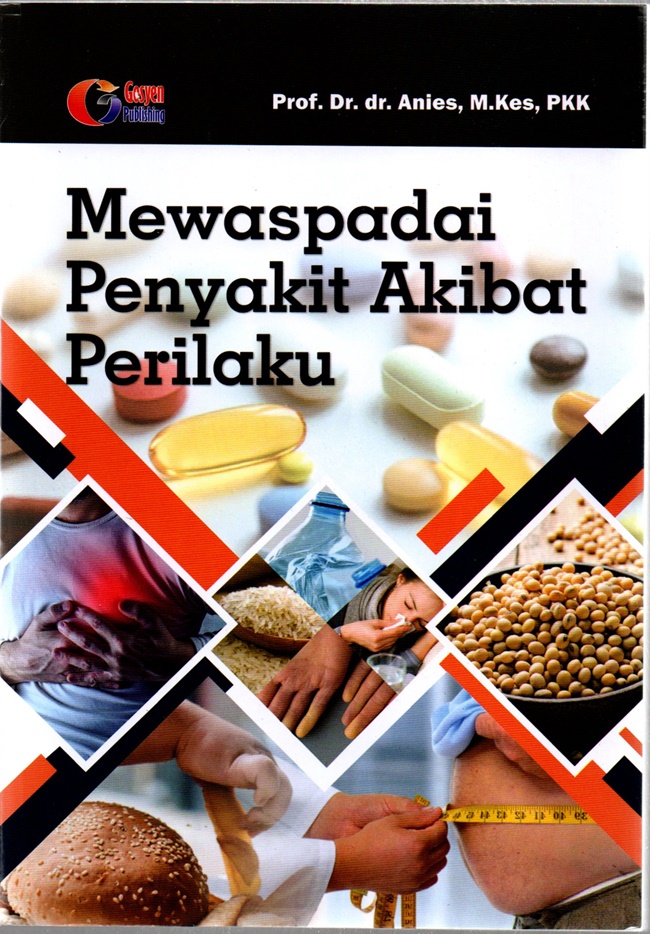 Gosyen
Publishing
Prof. Dr. dr. Anies, M.Kes, PKK
Mewaspadai
Penyakit Akibat
Perilaku